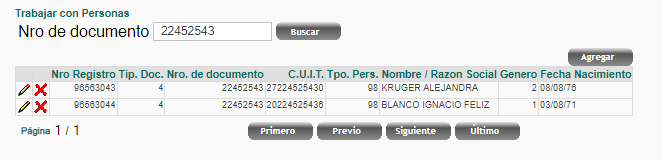 Trabajar con Personas
Nro de documento 22452543 Buscar
Agregar
Nro Registro Tip. Doc. Nro. de documento C.U.I.T. Tpo. Pers. Nombre / Razon Social Genero Fecha Nacimiento
96563043 4 22452543 27224525430 98 KRUGER ALEJANDRA 2 08/08/76
96563044 4 22452543 20224525436 98 BLANCO IGNACIO FELIZ 1 03/08/71
Página 1 / 1 Primero Previo Siguiente Último